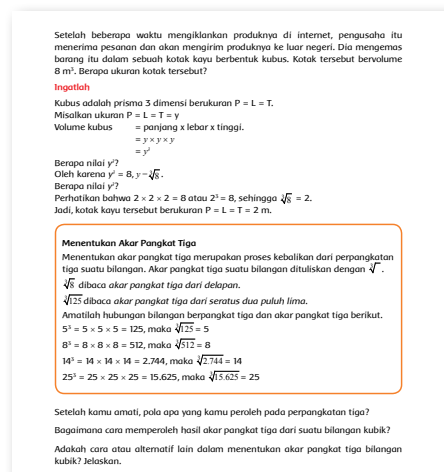 Setelah beberapa waktu mengiklankan produknya di internet, pengusaha itu
menerima pesanan dan akan mengirim produknya ke luar negeri. Dia mengemas
barang itu dalam sebuah kotak kayu berbentuk kubus. Kotak tersebut bervolume
8 m³. Berapa ukuran kotak tersebut?
Ingatlah
Kubus adalah prisma 3 dimensi berukuran P = L = T.
Misalkan ukuran P = L = T = y
Volume kubus = panjang x lebar x tinggi.
= y × y × y
= y³
Berapa nilai y³?
Oleh karena y³ = 8, y = ∛8.
Berapa nilai y³?
Perhatikan bahwa 2 × 2 × 2 = 8 atau 2³ = 8, sehingga ∛8 = 2.
Jadi, kotak kayu tersebut berukuran P = L = T = 2 m.
Menentukan Akar Pangkat Tiga
Menentukan akar pangkat tiga merupakan proses kebalikan dari perpangkatan
tiga suatu bilangan. Akar pangkat tiga suatu bilangan dituliskan dengan ∛ .
∛8 dibaca akar pangkat tiga dari delapan.
∛125 dibaca akar pangkat tiga dari seratus dua puluh lima.
Amatilah hubungan bilangan berpangkat tiga dan akar pangkat tiga berikut.
5³ = 5 × 5 × 5 = 125, maka ∛125 = 5
8³ = 8 × 8 × 8 = 512, maka ∛512 = 8
14³ = 14 × 14 × 14 = 2.744, maka ∛2.744 = 14
25³ = 25 × 25 × 25 = 15.625, maka ∛15.625 = 25
Setelah kamu amati, pola apa yang kamu peroleh pada perpangkatan tiga?
Bagaimana cara memperoleh hasil akar pangkat tiga dari suatu bilangan kubik?
Adakah cara atau alternatif lain dalam menentukan akar pangkat tiga bilangan
kubik? Jelaskan.